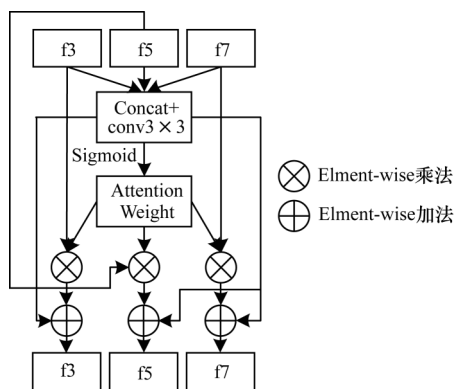 f3 f5 f7
Concat+
conv3×3
Sigmoid
Attention
Weight
Elment-wise乘法
Elment-wise加法
f3 f5 f7